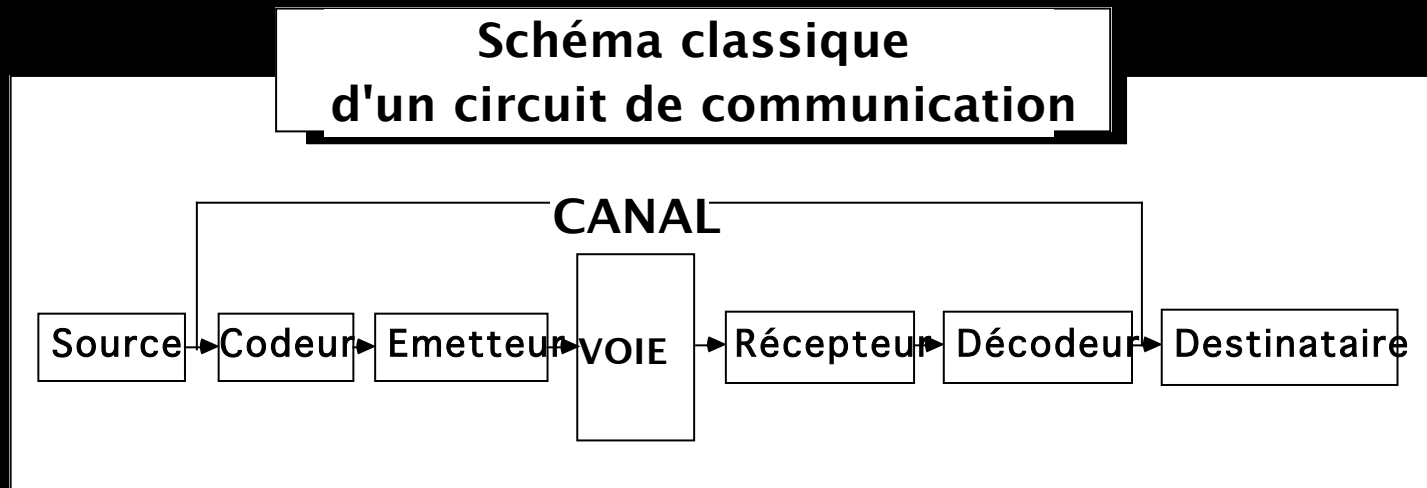 Schéma classique
d'un circuit de communication
CANAL
Source Codeur Emetteur VOIE Récepteur Décodeur Destinataire